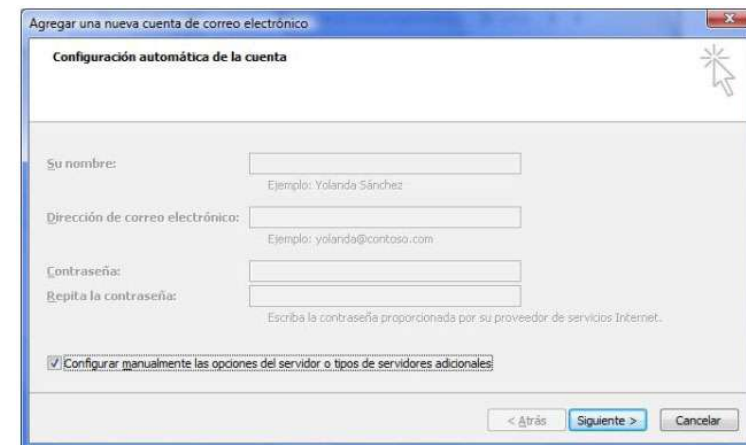 Agregar una nueva cuenta de correo electrónico
Configuración automática de la cuenta
Su nombre:
Ejemplo: Yolanda Sánchez
Dirección de correo electrónico:
Ejemplo: yolanda@contoso.com
Contraseña:
Repita la contraseña:
Escriba la contraseña proporcionada por su proveedor de servicios Internet.
Configurar manualmente las opciones del servidor o tipos de servidores adicionales
< Atrás Siguiente > Cancelar